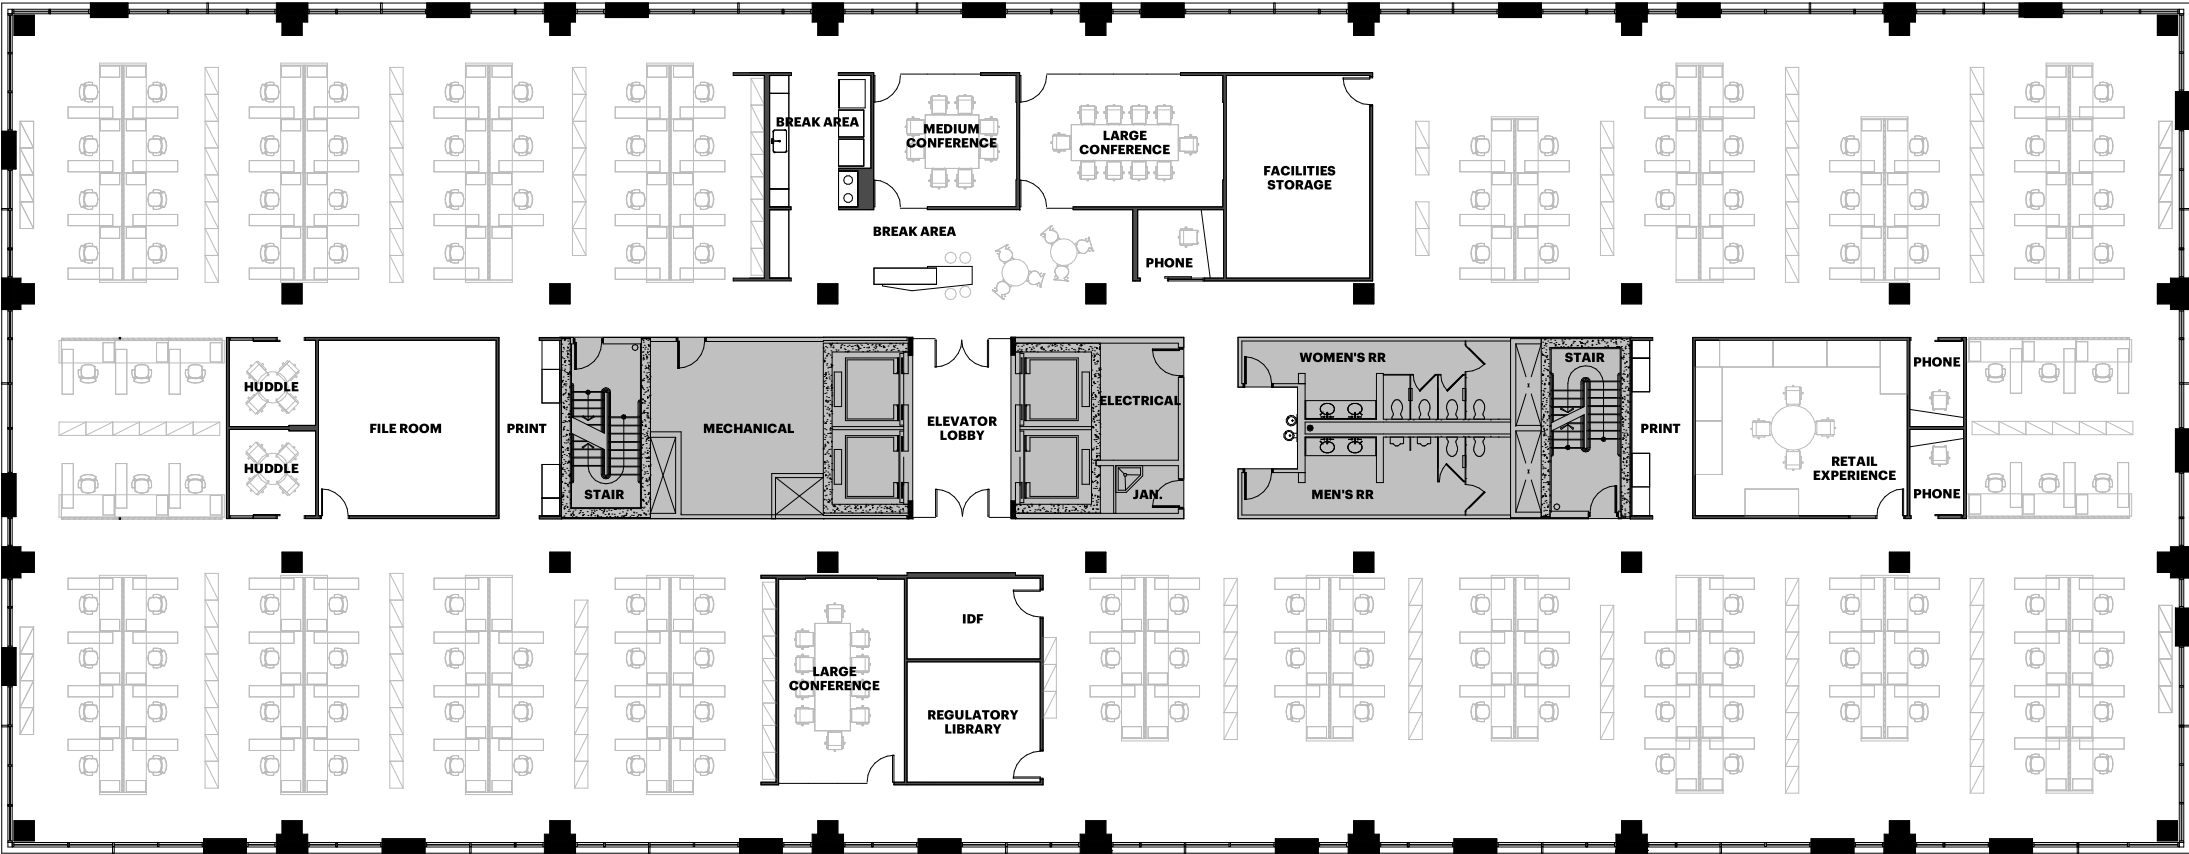 BREAK AREA
MEDIUM
CONFERENCE
LARGE
CONFERENCE
FACILITIES
STORAGE
BREAK AREA
PHONE
HUDDLE
HUDDLE
FILE ROOM
PRINT
STAIR
MECHANICAL
ELEVATOR
LOBBY
ELECTRICAL
JAN.
WOMEN'S RR
MEN'S RR
STAIR
PRINT
RETAIL
EXPERIENCE
PHONE
PHONE
LARGE
CONFERENCE
IDF
REGULATORY
LIBRARY